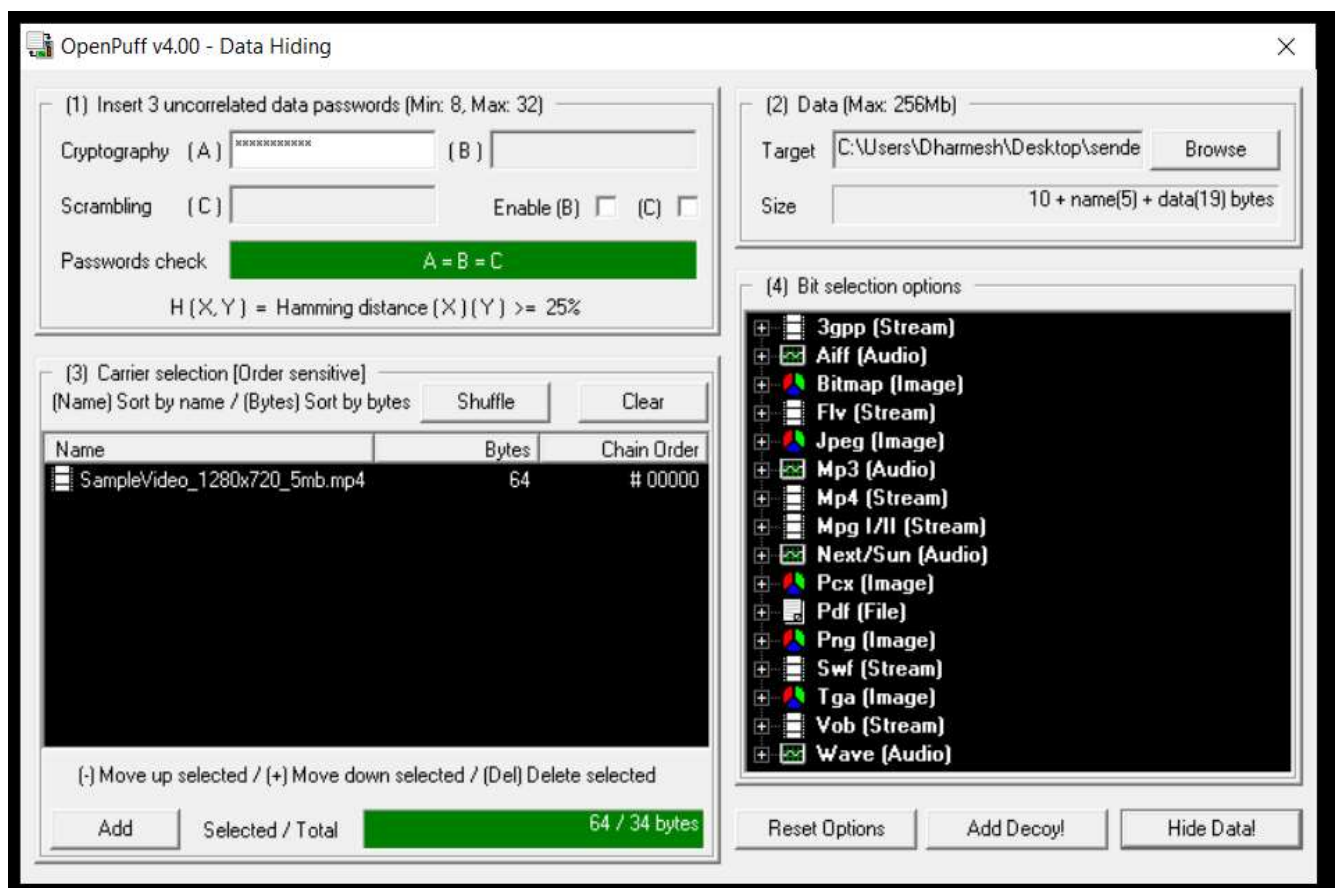 OpenPuff v4.00 - Data Hiding
(1) Insert 3 uncorrelated data passwords (Min: 8, Max: 32)
Cryptography (A) *********** (B)
Scrambling (C) Enable (B) (C)
Passwords check A = B = C
H (X, Y) = Hamming distance (X)(Y) >= 25%
(2) Data (Max: 256Mb)
Target C:\Users\Dharmesh\Desktop\sende Browse
Size 10 + name(5) + data(19) bytes
(3) Carrier selection [Order sensitive]
(Name) Sort by name / (Bytes) Sort by bytes Shuffle Clear
Name Bytes Chain Order
SampleVideo_1280x720_5mb.mp4 64 # 00000
(-) Move up selected / (+) Move down selected / (Del) Delete selected
Add Selected / Total 64 / 34 bytes
(4) Bit selection options
3gpp (Stream)
Aiff (Audio)
Bitmap (Image)
Flv (Stream)
Jpeg (Image)
Mp3 (Audio)
Mp4 (Stream)
Mpg I/II (Stream)
Next/Sun (Audio)
Pcx (Image)
Pdf (File)
Png (Image)
Swf (Stream)
Tga (Image)
Vob (Stream)
Wave (Audio)
Reset Options Add Decoy! Hide Data!